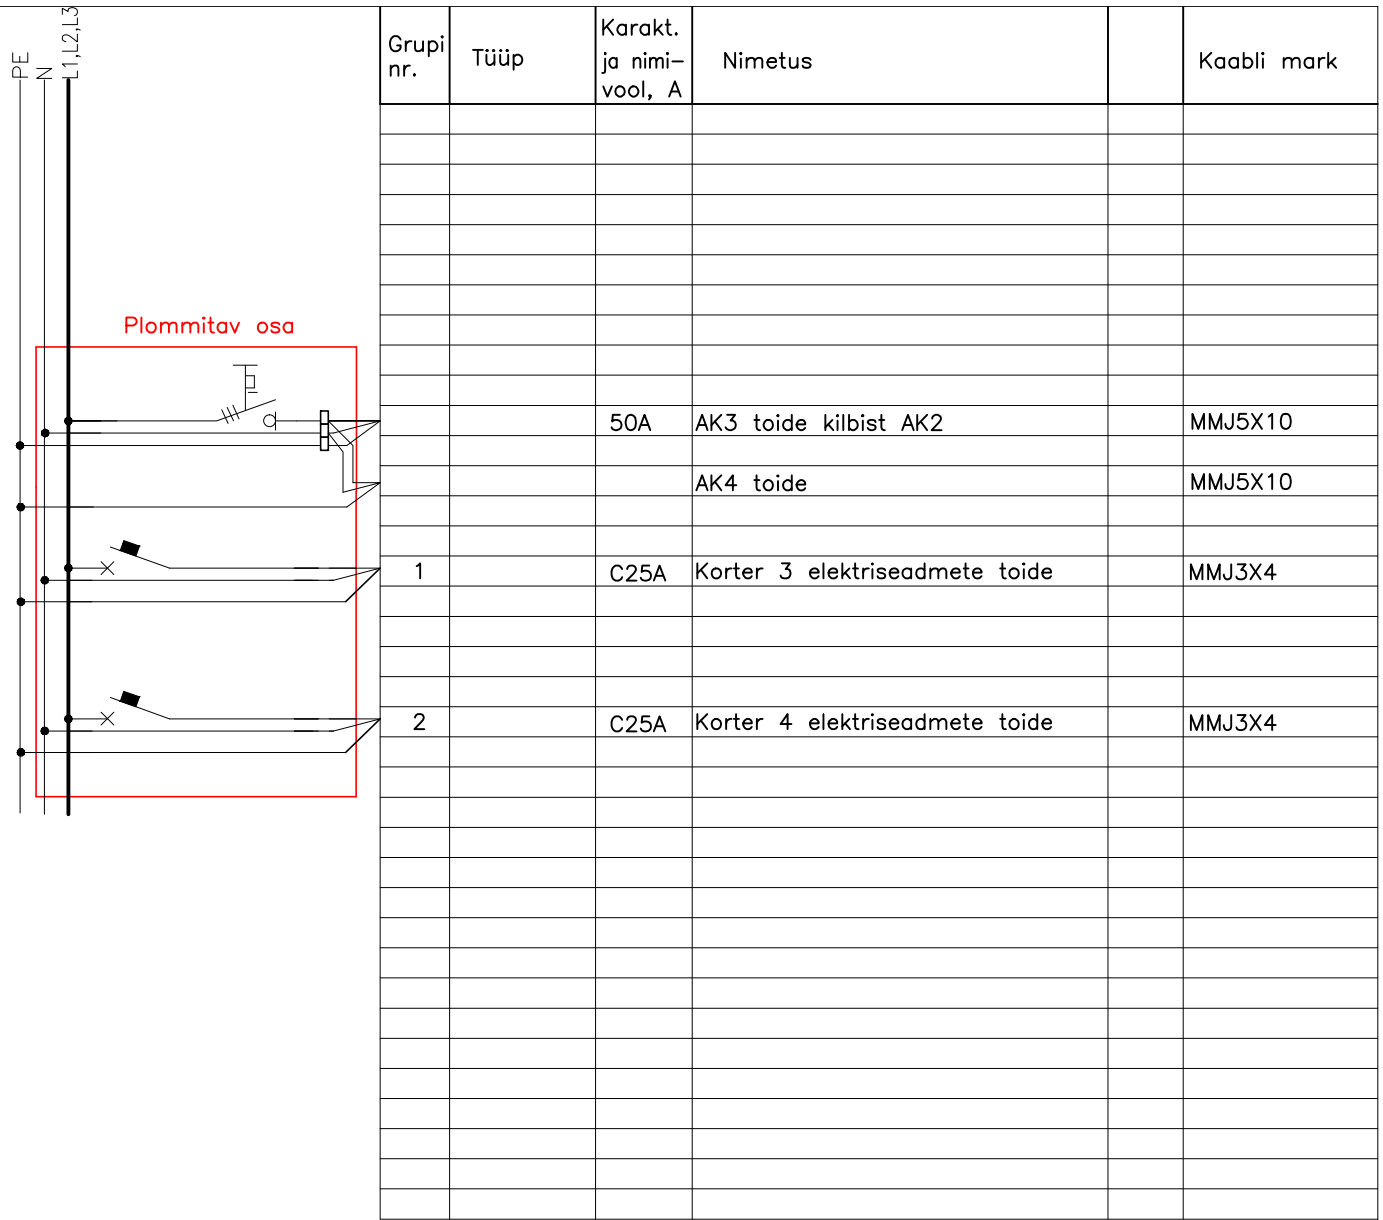 PE
N
L1,L2,L3
Grupi
nr.
Tüüp
Karakt.
ja nimi-
vool, A
Nimetus
Kaabli mark
Plommitav osa
50A AK3 toide kilbist AK2 MMJ5X10
AK4 toide MMJ5X10
1 C25A Korter 3 elektriseadmete toide MMJ3X4
2 C25A Korter 4 elektriseadmete toide MMJ3X4